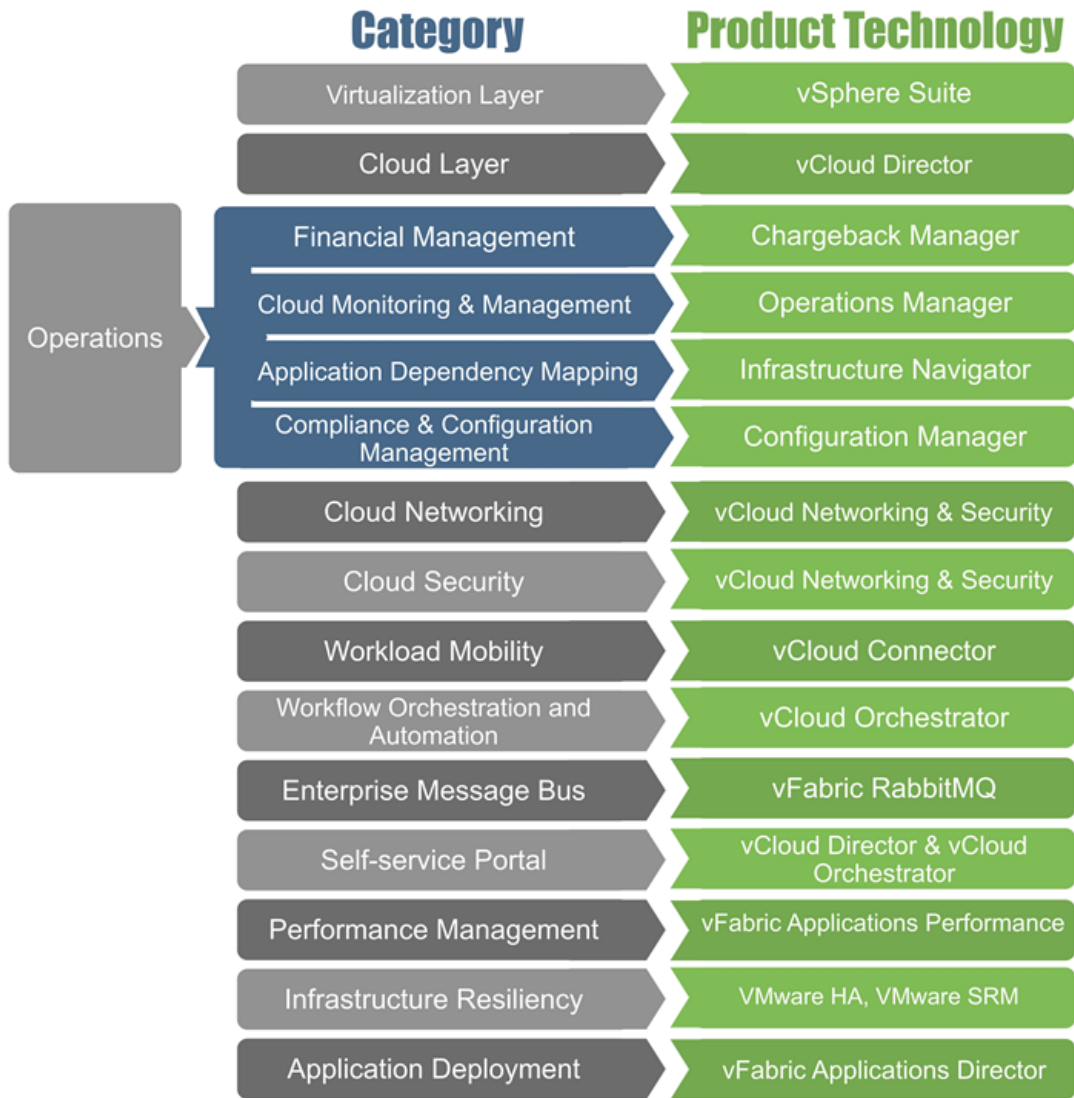 Category Product Technology
Virtualization Layer vSphere Suite
Cloud Layer vCloud Director
Operations
Financial Management Chargeback Manager
Cloud Monitoring & Management Operations Manager
Application Dependency Mapping Infrastructure Navigator
Compliance & Configuration
Management
Configuration Manager
Cloud Networking vCloud Networking & Security
Cloud Security vCloud Networking & Security
Workload Mobility vCloud Connector
Workflow Orchestration and
Automation
vCloud Orchestrator
Enterprise Message Bus vFabric RabbitMQ
Self-service Portal
vCloud Director & vCloud
Orchestrator
Performance Management vFabric Applications Performance
Infrastructure Resiliency VMware HA, VMware SRM
Application Deployment vFabric Applications Director